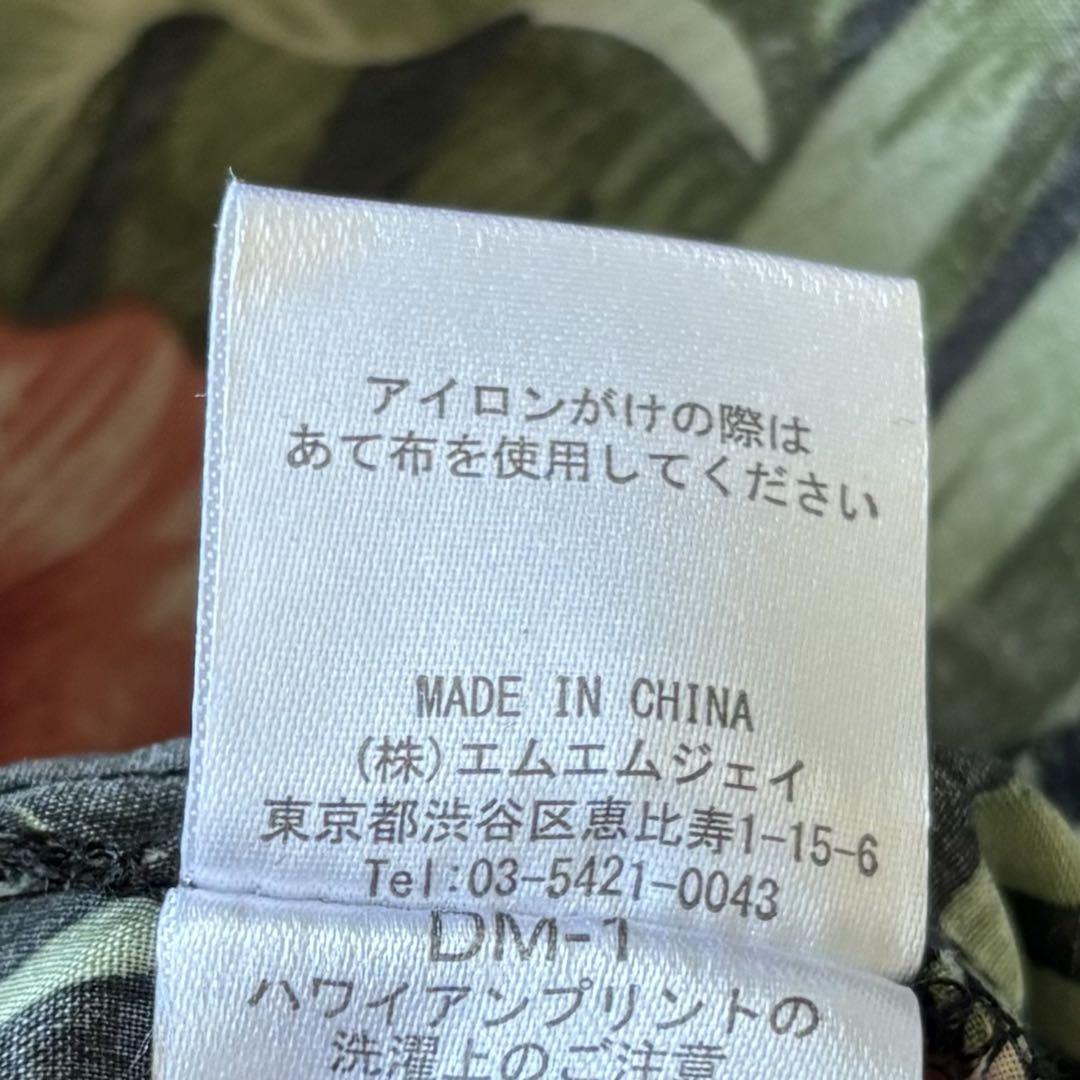 アイロンがけの際は
あて布を使用してください
MADE IN CHINA
(株)エムエムジェイ
東京都渋谷区恵比寿1-15-6
Tel:03-5421-0043
DM-1
ハワイアンプリントの
洗濯上のご注意